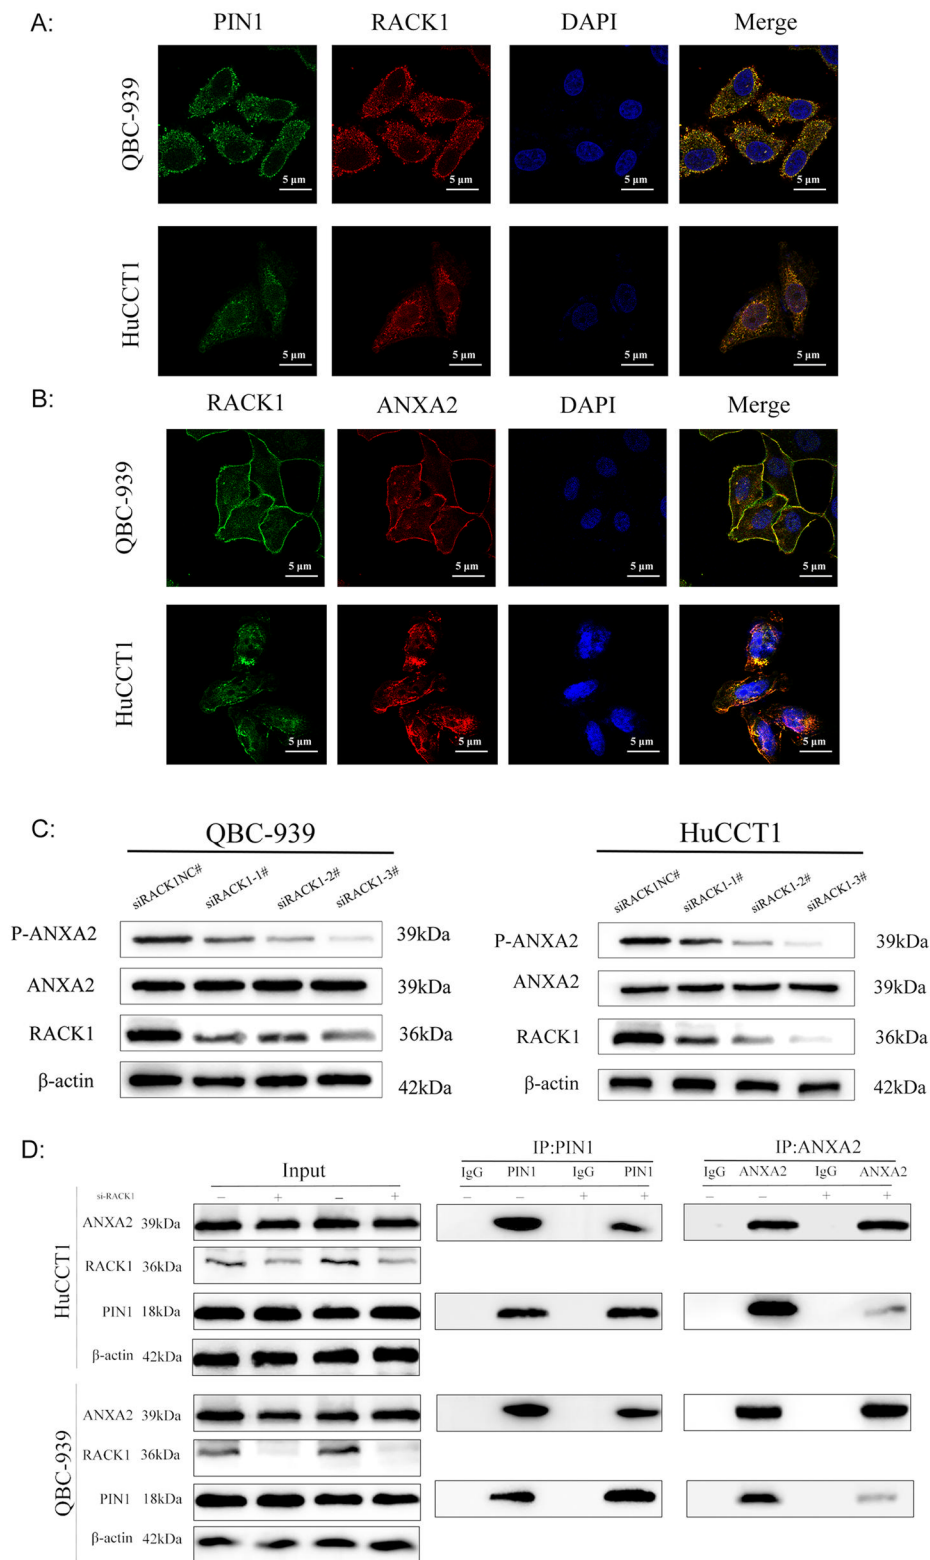 A:
PIN1 RACK1 DAPI Merge
QBC-939
5 μm 5 μm 5 μm 5 μm
HuCCT1
5 μm 5 μm 5 μm 5 μm
B:
RACK1 ANXA2 DAPI Merge
QBC-939
5 μm 5 μm 5 μm 5 μm
HuCCT1
5 μm 5 μm 5 μm 5 μm
C:
QBC-939 HuCCT1
siRACK1NC# siRACK1-1# siRACK1-2# siRACK1-3# siRACK1NC# siRACK1-1# siRACK1-2# siRACK1-3#
P-ANXA2 39kDa P-ANXA2 39kDa
ANXA2 39kDa ANXA2 39kDa
RACK1 36kDa RACK1 36kDa
β-actin 42kDa β-actin 42kDa
D:
Input IP:PIN1 IP:ANXA2
IgG PIN1 IgG PIN1 IgG ANXA2 IgG ANXA2
si-RACK1 – + – + – – + + – – + +
HuCCT1
ANXA2 39kDa
RACK1 36kDa
PIN1 18kDa
β-actin 42kDa
QBC-939
ANXA2 39kDa
RACK1 36kDa
PIN1 18kDa
β-actin 42kDa